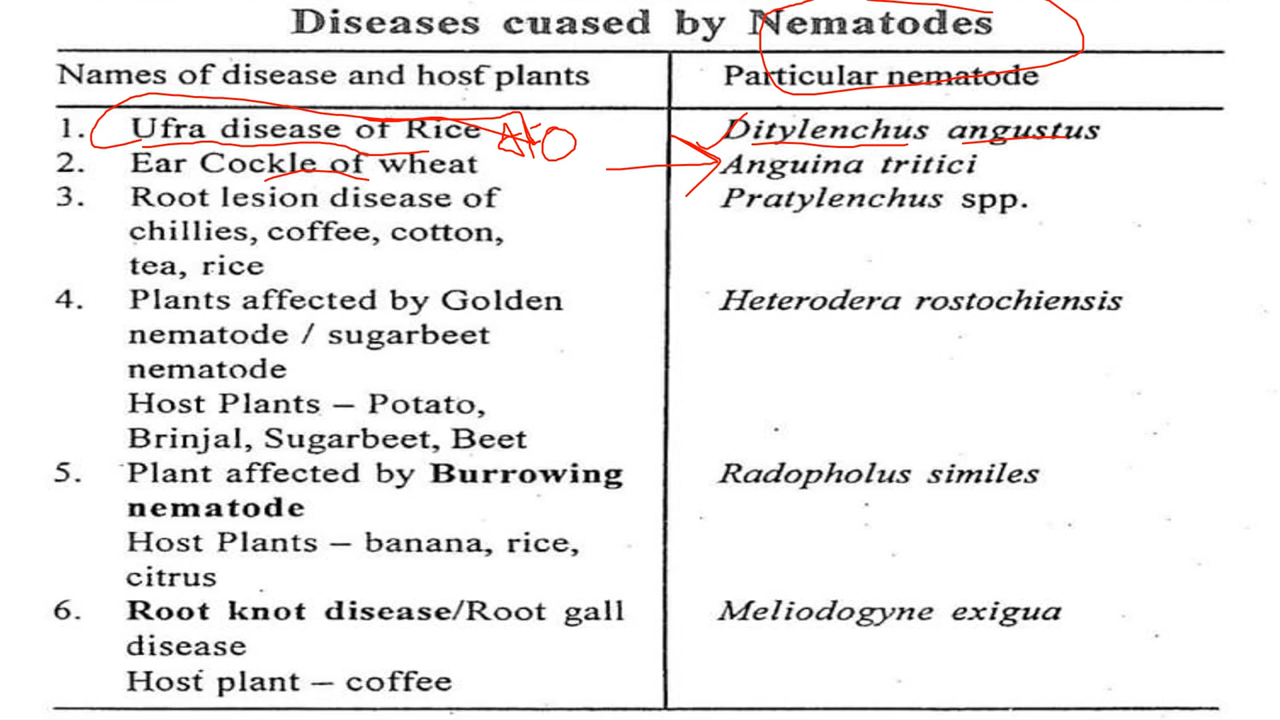 Diseases cuased by Nematodes
Names of disease and host plants Particular nematode
1. Ufra disease of Rice Ditylenchus angustus
2. Ear Cockle of wheat Anguina tritici
3. Root lesion disease of Pratylenchus spp.
chillies, coffee, cotton,
tea, rice
4. Plants affected by Golden Heterodera rostochiensis
nematode / sugarbeet
nematode
Host Plants – Potato,
Brinjal, Sugarbeet, Beet
5. Plant affected by Burrowing Radopholus similes
nematode
Host Plants – banana, rice,
citrus
6. Root knot disease/Root gall Meliodogyne exigua
disease
Host plant – coffee